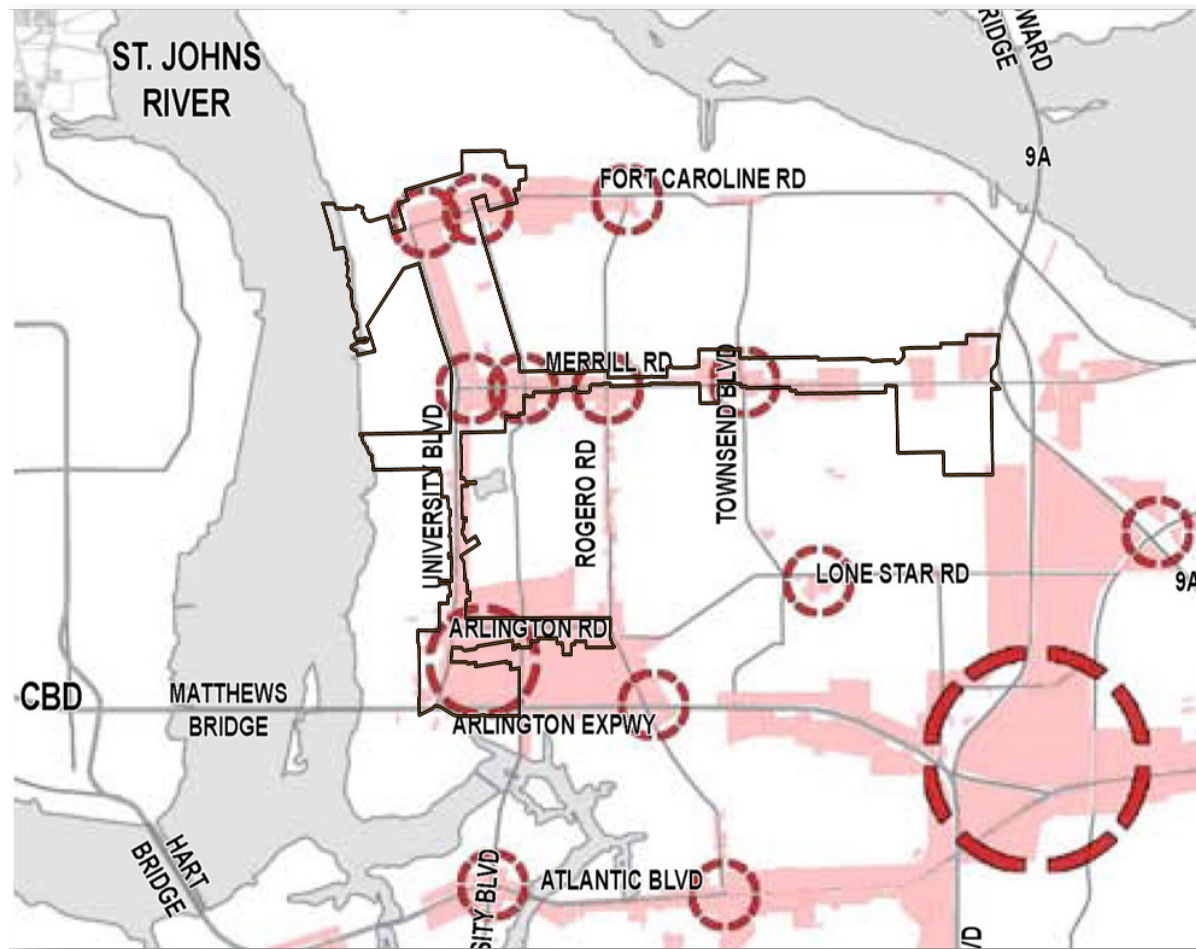 ST. JOHNS
RIVER
OWARD
BRIDGE
9A
FORT CAROLINE RD
MERRILL RD
UNIVERSITY BLVD
ROGERO RD
TOWNSEND BLVD
LONE STAR RD
9A
ARLINGTON RD
CBD
MATTHEWS
BRIDGE
ARLINGTON EXPWY
HART
BRIDGE
SITY BLVD
ATLANTIC BLVD
VD